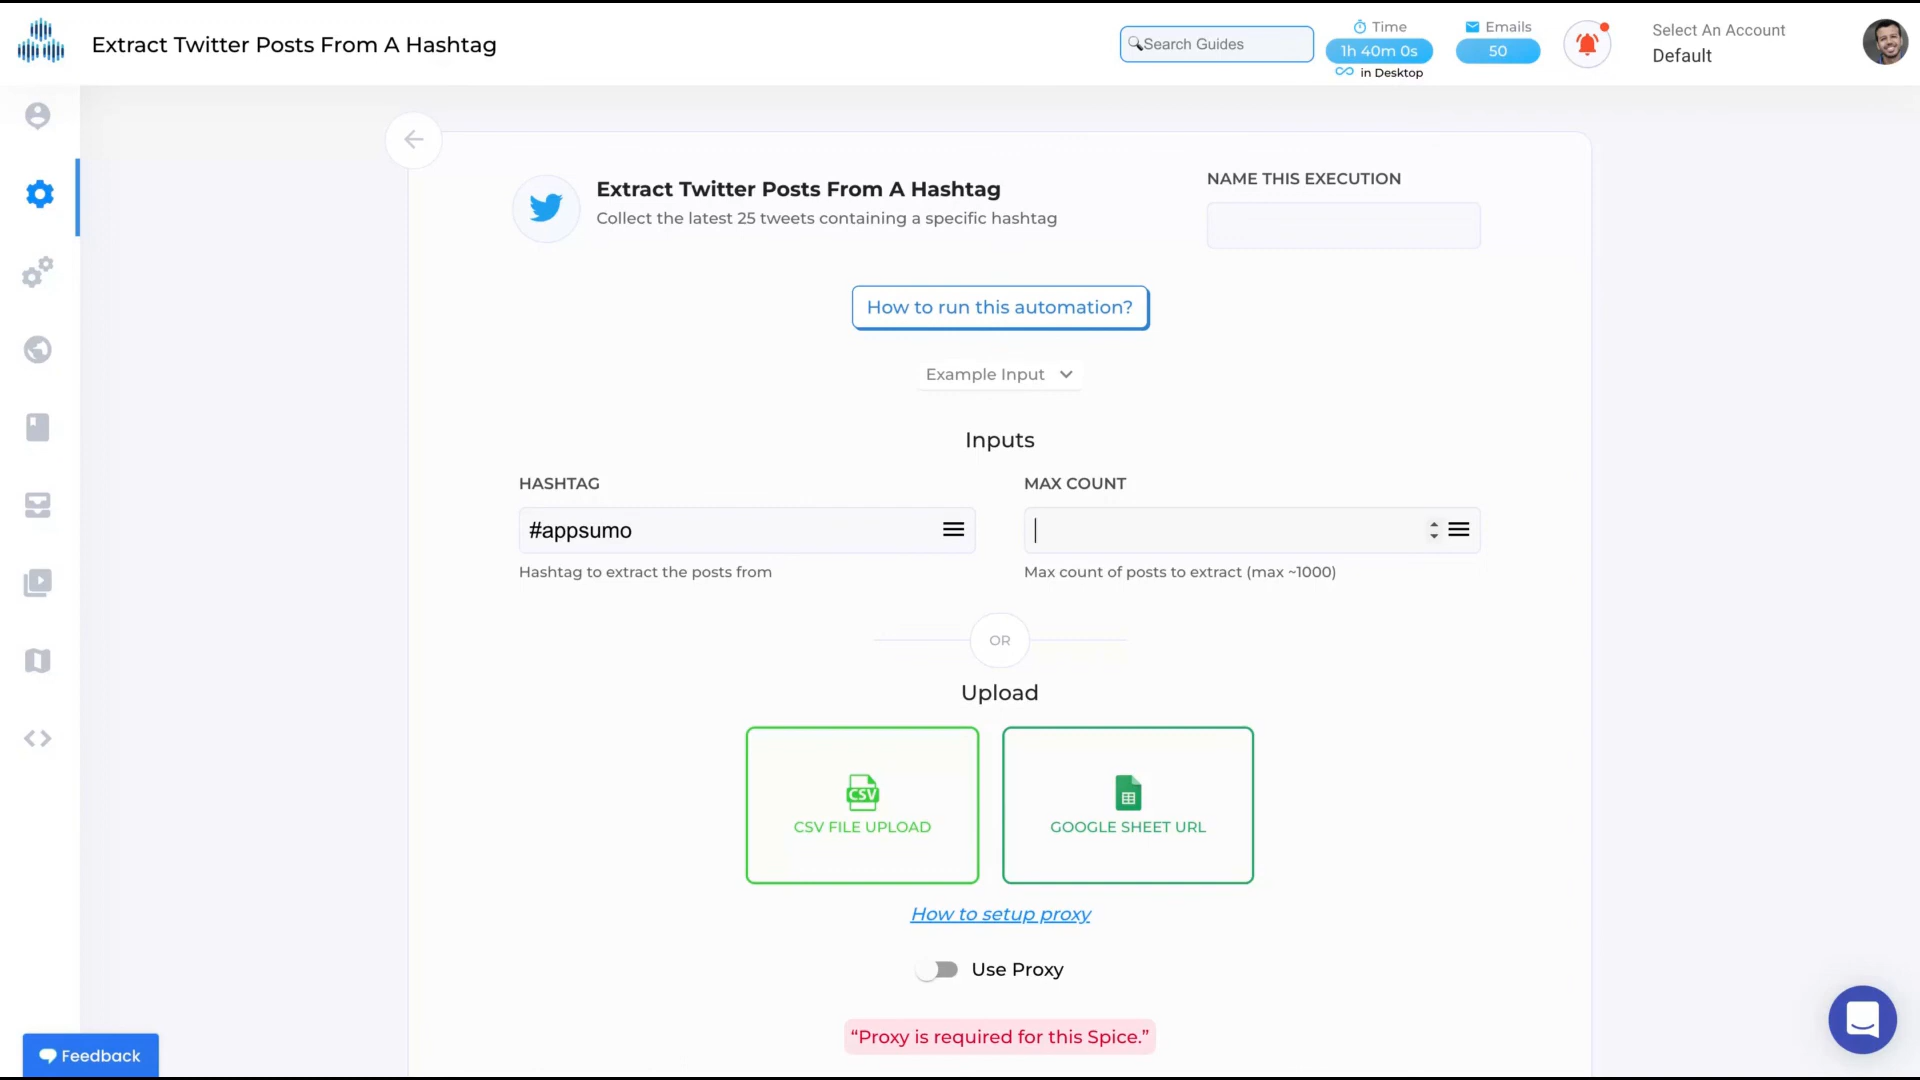 Extract Twitter Posts From A Hashtag
Search Guides
Time
1h 40m 0s
in Desktop
Emails
50
Select An Account
Default
Extract Twitter Posts From A Hashtag
Collect the latest 25 tweets containing a specific hashtag
NAME THIS EXECUTION
How to run this automation?
Example Input
Inputs
HASHTAG
MAX COUNT
#appsumo
Hashtag to extract the posts from
Max count of posts to extract (max ~1000)
OR
Upload
CSV
CSV FILE UPLOAD
GOOGLE SHEET URL
How to setup proxy
Use Proxy
“Proxy is required for this Spice.”
Feedback